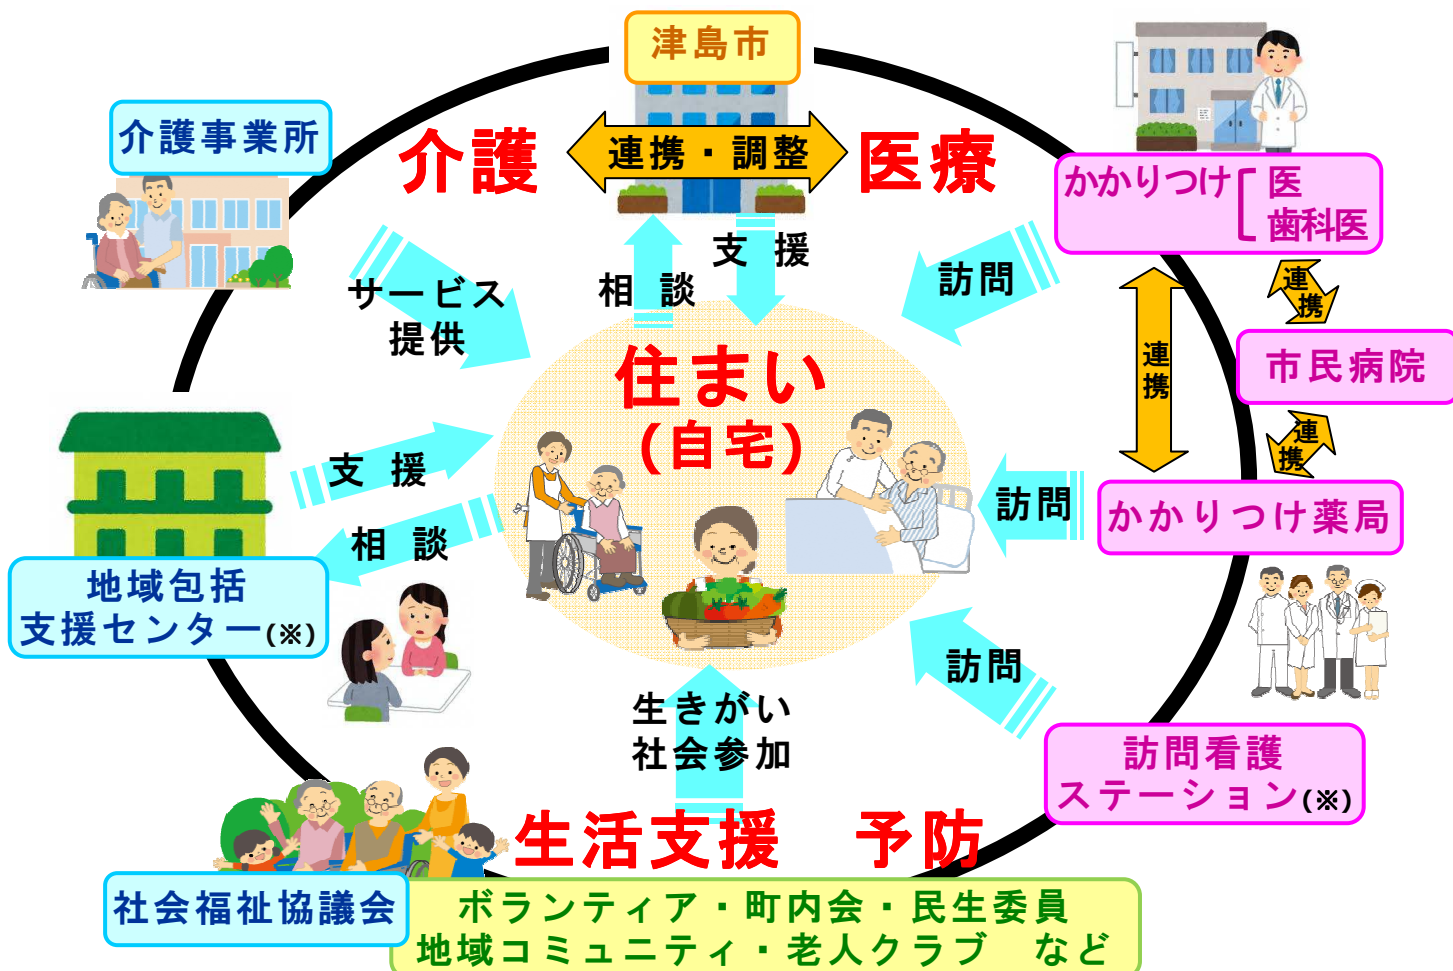 津島市
介護事業所
介護
連携・調整
医療
かかりつけ
医
歯科医
サービス
提供
相談
支援
訪問
連携
連携
市民病院
連携
住まい
(自宅)
支援
相談
訪問
かかりつけ薬局
地域包括
支援センター(※)
訪問
生きがい
社会参加
訪問看護
ステーション(※)
生活支援　予防
社会福祉協議会
ボランティア・町内会・民生委員
地域コミュニティ・老人クラブ　など